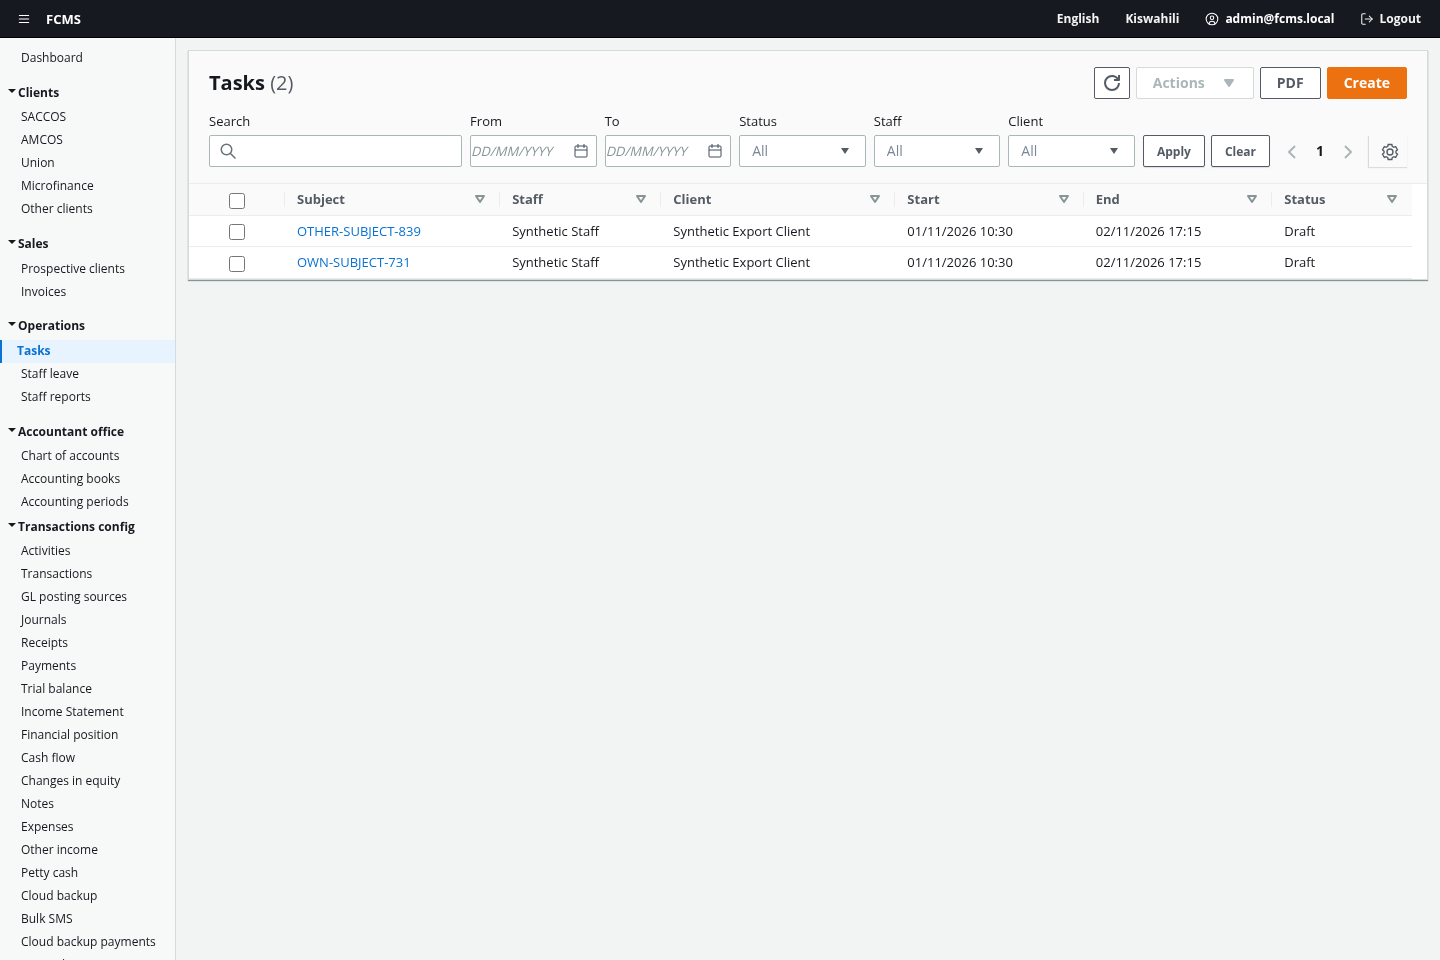 FCMS
English Kiswahili admin@fcms.local Logout
Dashboard
Clients
SACCOS
AMCOS
Union
Microfinance
Other clients
Sales
Prospective clients
Invoices
Operations
Tasks
Staff leave
Staff reports
Accountant office
Chart of accounts
Accounting books
Accounting periods
Transactions config
Activities
Transactions
GL posting sources
Journals
Receipts
Payments
Trial balance
Income Statement
Financial position
Cash flow
Changes in equity
Notes
Expenses
Other income
Petty cash
Cloud backup
Bulk SMS
Cloud backup payments
Tasks (2)
Actions PDF Create
Search From To Status Staff Client
DD/MM/YYYY DD/MM/YYYY All All All Apply Clear 1
Subject Staff Client Start End Status
OTHER-SUBJECT-839 Synthetic Staff Synthetic Export Client 01/11/2026 10:30 02/11/2026 17:15 Draft
OWN-SUBJECT-731 Synthetic Staff Synthetic Export Client 01/11/2026 10:30 02/11/2026 17:15 Draft